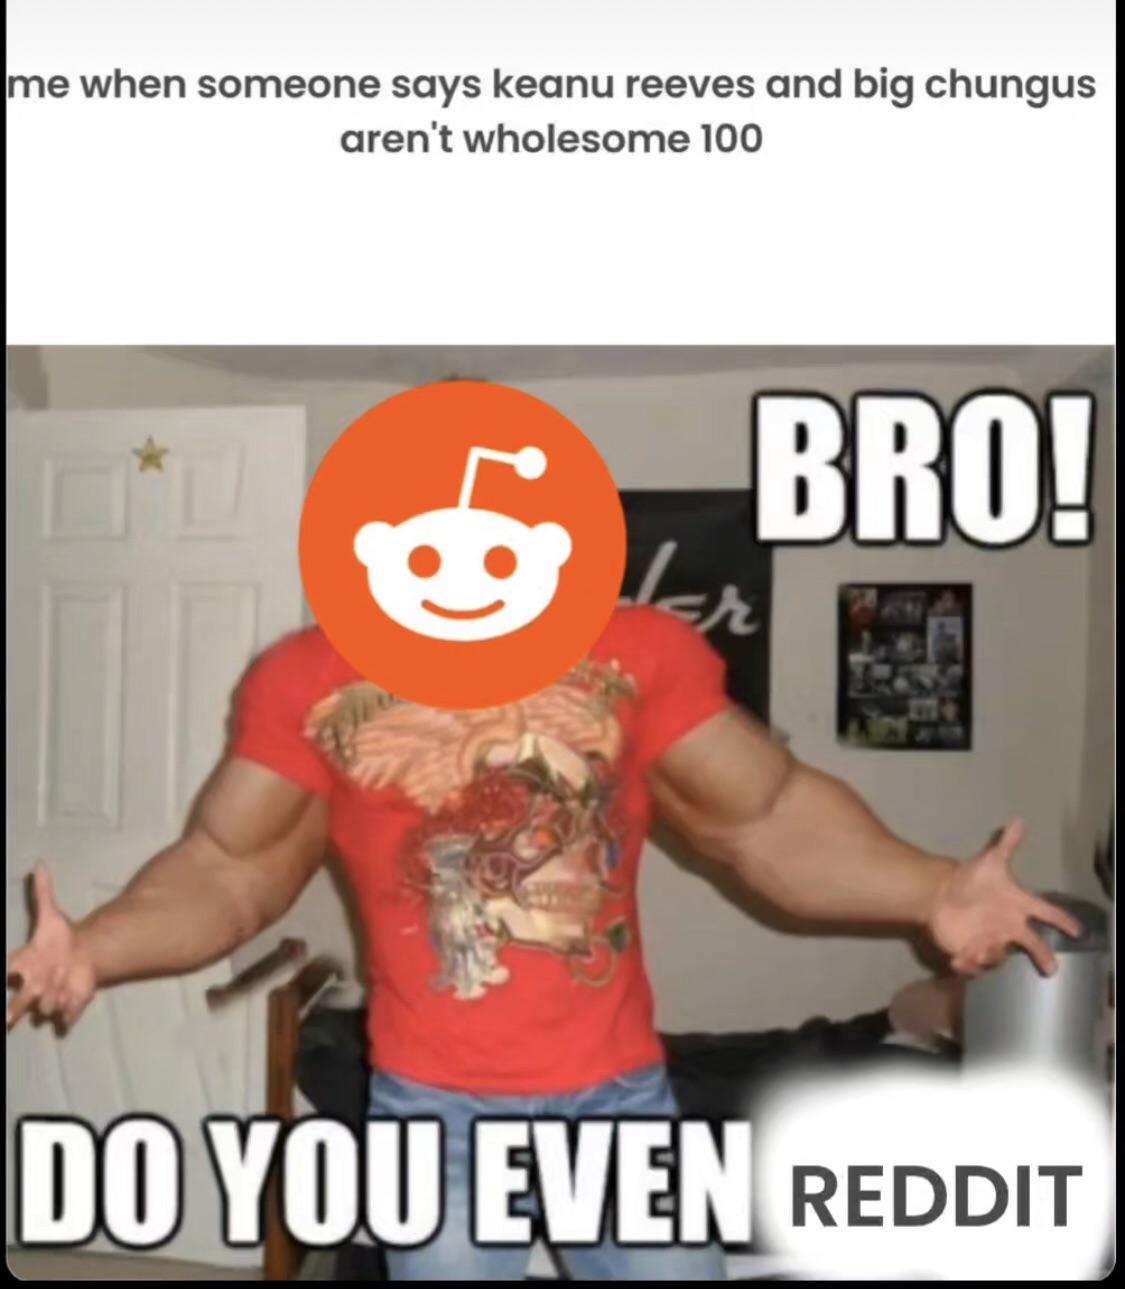 me when someone says keanu reeves and big chungus
aren't wholesome 100
BRO!
DO YOU EVEN REDDIT